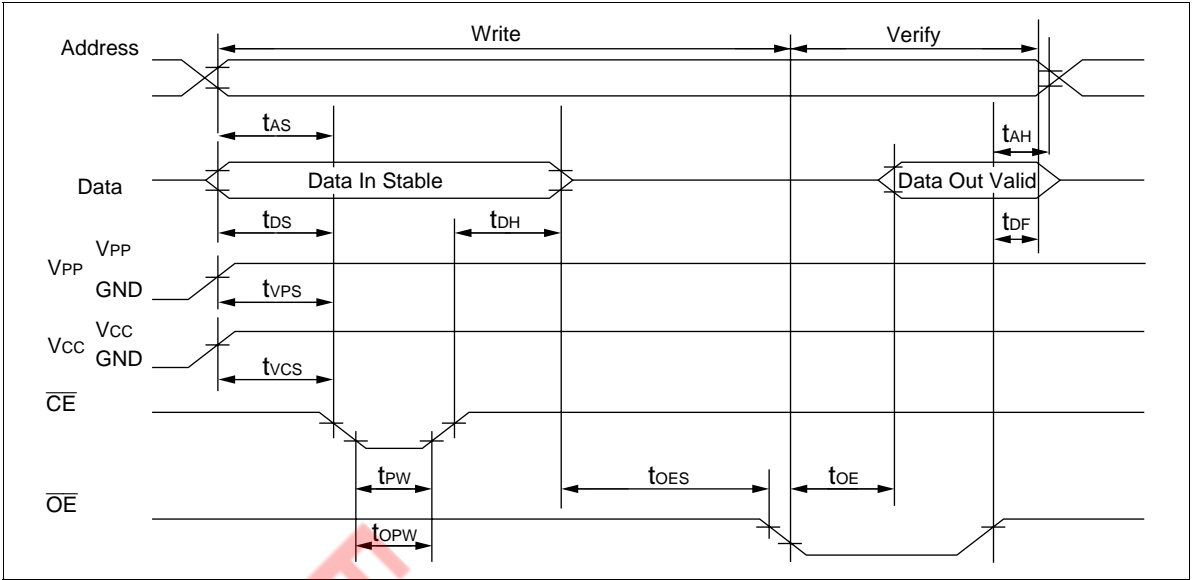 Write
Verify
Address
tAS
tAH
Data
Data In Stable
Data Out Valid
tDS
tDH
tDF
VPP
VPP
GND
tVPS
VCC
VCC
GND
tVCS
CE
tPW
tOES
tOE
OE
tOPW